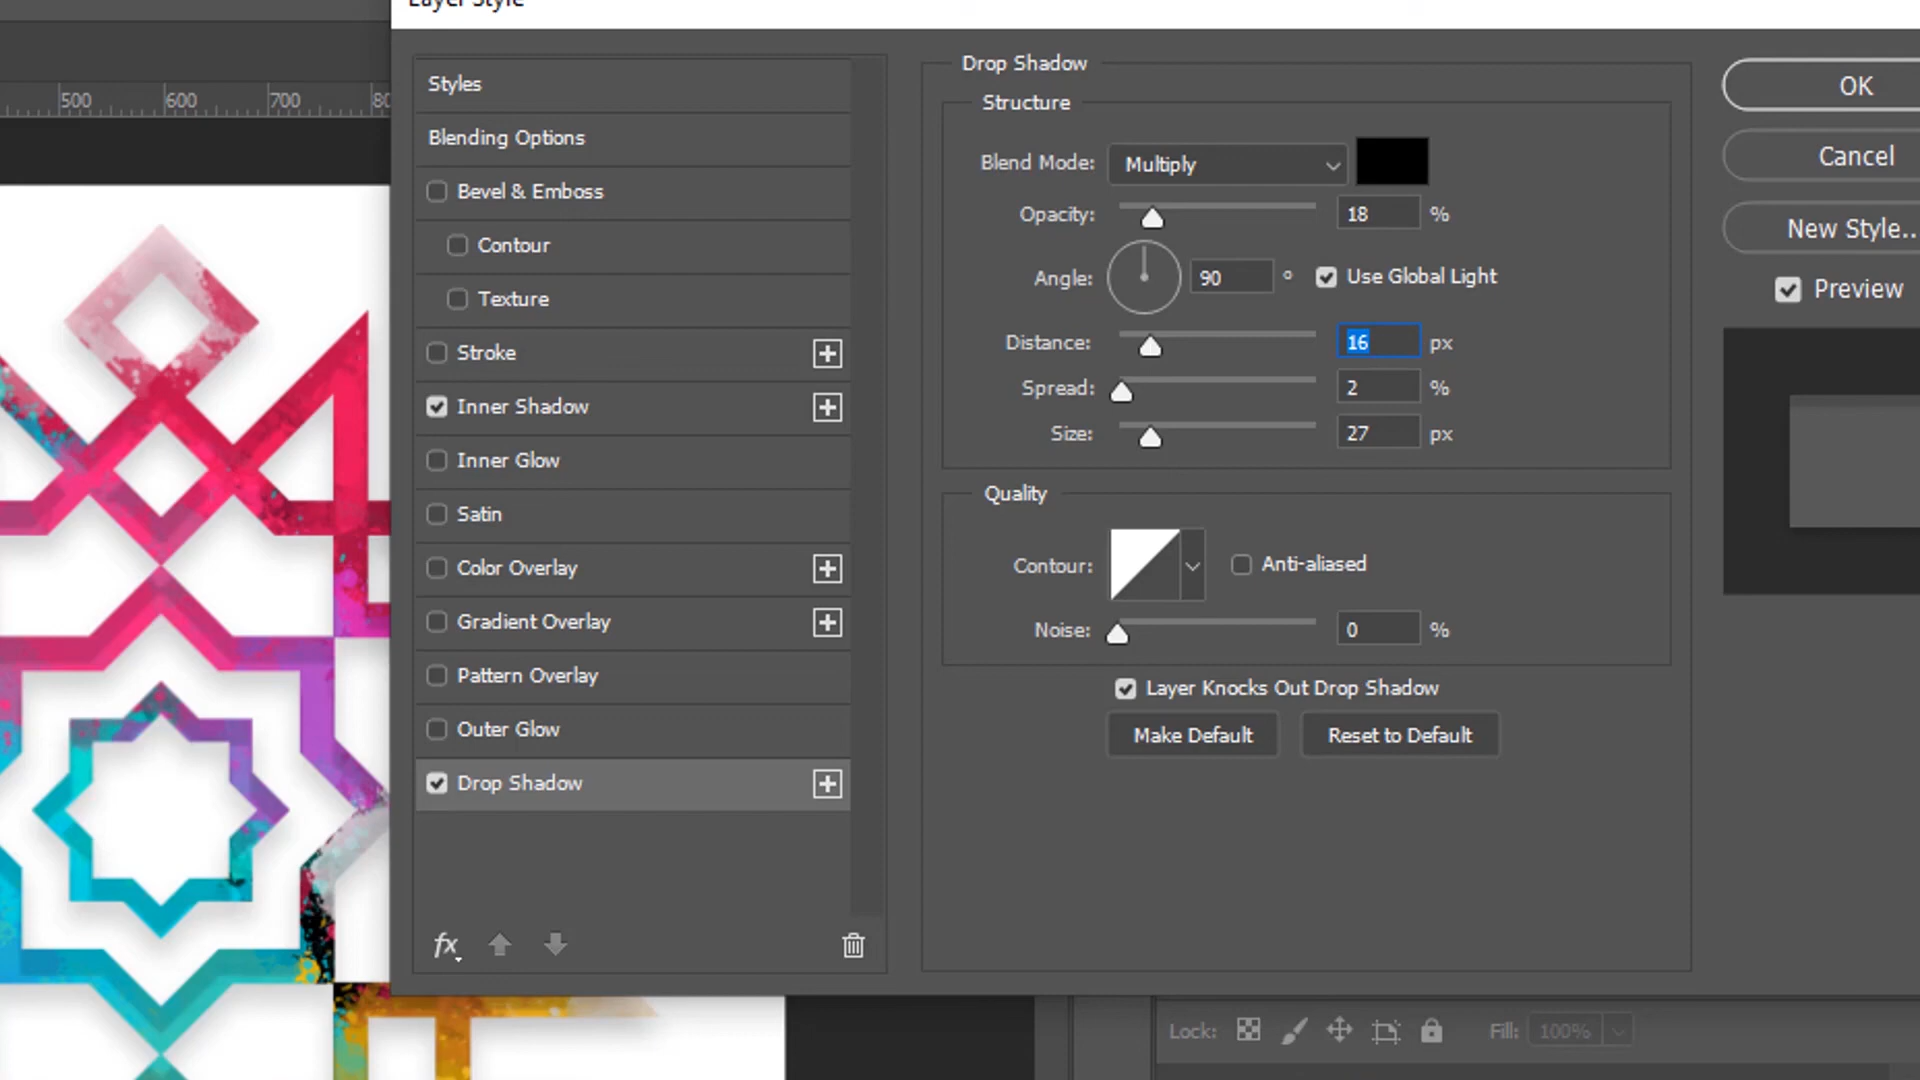 Layer Style
500 600 700
Styles
Blending Options
Bevel & Emboss
Contour
Texture
Stroke
Inner Shadow
Inner Glow
Satin
Color Overlay
Gradient Overlay
Pattern Overlay
Outer Glow
Drop Shadow
fx
Drop Shadow
Structure
Blend Mode: Multiply
Opacity: 18 %
Angle: 90 ° Use Global Light
Distance: 16 px
Spread: 2 %
Size: 27 px
Quality
Contour: Anti-aliased
Noise: 0 %
Layer Knocks Out Drop Shadow
Make Default Reset to Default
OK
Cancel
New Style..
Preview
Lock: Fill: 100%